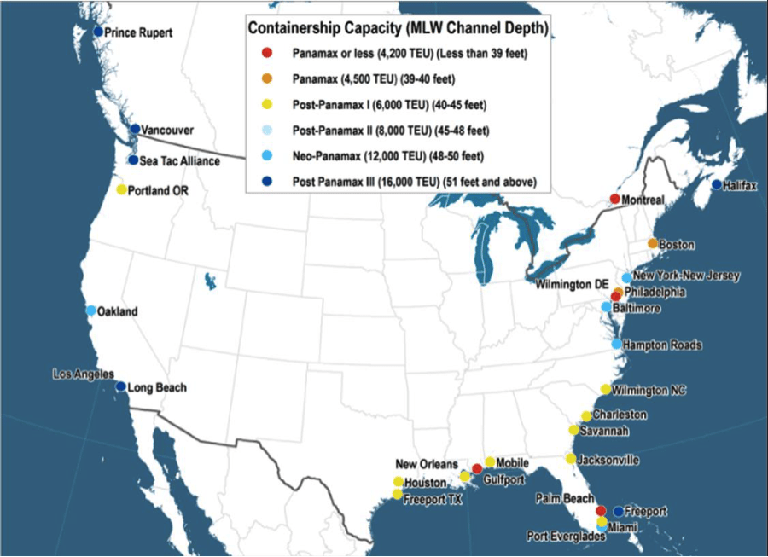 Containership Capacity (MLW Channel Depth)
Panamax or less (4,200 TEU) (Less than 39 feet)
Panamax (4,500 TEU) (39-40 feet)
Post-Panamax I (6,000 TEU) (40-45 feet)
Post-Panamax II (8,000 TEU) (45-48 feet)
Neo-Panamax (12,000 TEU) (48-50 feet)
Post Panamax III (16,000 TEU) (51 feet and above)
Prince Rupert
Vancouver
Sea Tac Alliance
Portland OR
Oakland
Los Angeles
Long Beach
Montreal
Halifax
Boston
New York-New Jersey
Wilmington DE
Philadelphia
Baltimore
Hampton Roads
Wilmington NC
Charleston
Savannah
Jacksonville
New Orleans
Mobile
Gulfport
Houston
Freeport TX
Palm Beach
Freeport
Miami
Port Everglades